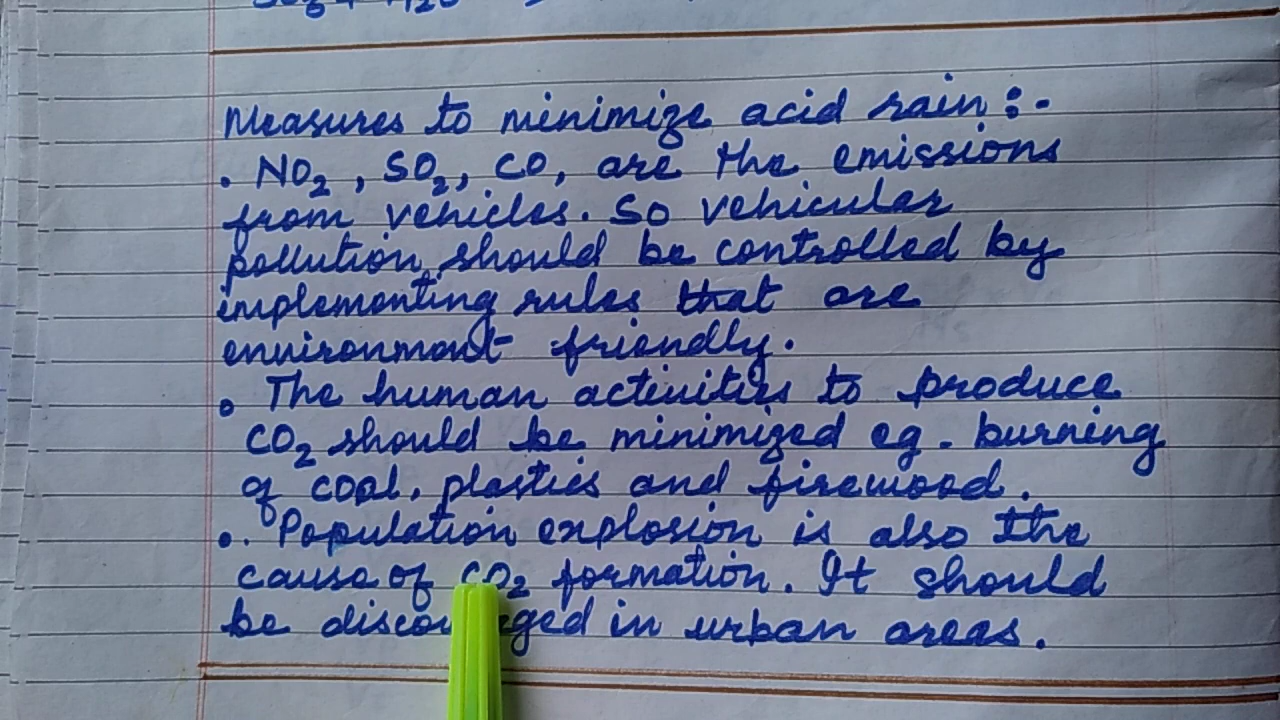 Measures to minimize acid rain :-
. NO2, SO2, CO, are the emissions
from vehicles. So vehicular
pollution should be controlled by
implementing rules that are
environment friendly.
. The human activities to produce
CO2 should be minimized eg. burning
of coal, plastics and firewood.
. Population explosion is also the
cause of CO2 formation. It should
be in urban areas.